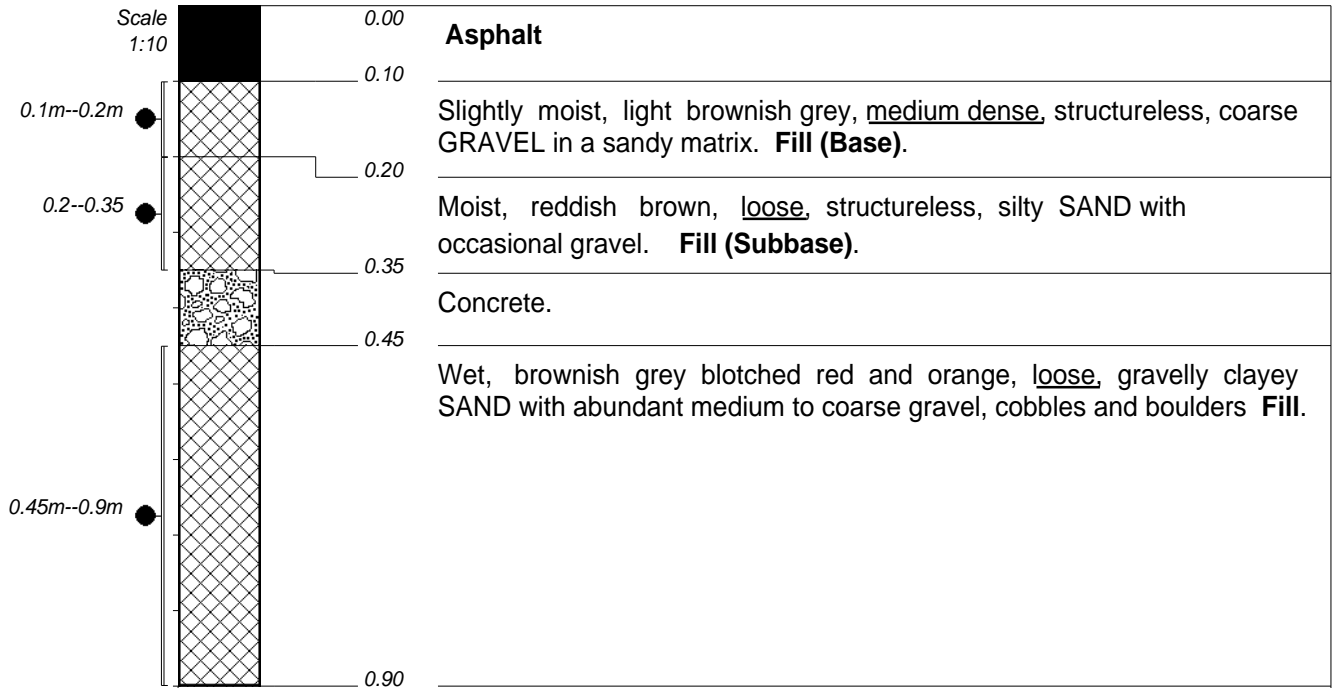 Scale
1:10
0.00
Asphalt
0.10
0.1m--0.2m
Slightly moist, light brownish grey, medium dense, structureless, coarse
GRAVEL in a sandy matrix. Fill (Base).
0.20
0.2--0.35
Moist, reddish brown, loose, structureless, silty SAND with
occasional gravel. Fill (Subbase).
0.35
Concrete.
0.45
Wet, brownish grey blotched red and orange, loose, gravelly clayey
SAND with abundant medium to coarse gravel, cobbles and boulders Fill.
0.45m--0.9m
0.90